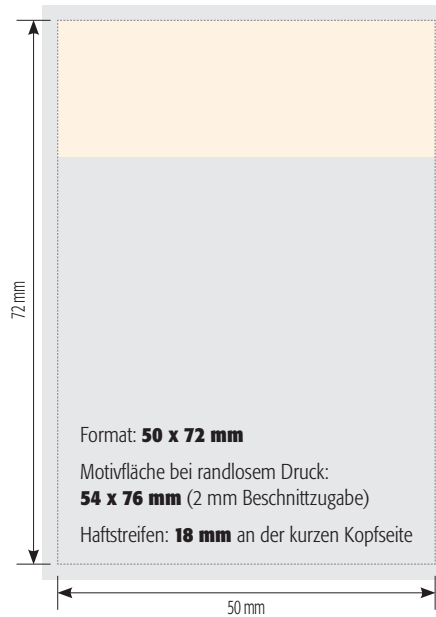 72 mm
Format: 50 x 72 mm
Motivfläche bei randlosem Druck:
54 x 76 mm (2 mm Beschnittzugabe)
Haftstreifen: 18 mm an der kurzen Kopfseite
50 mm